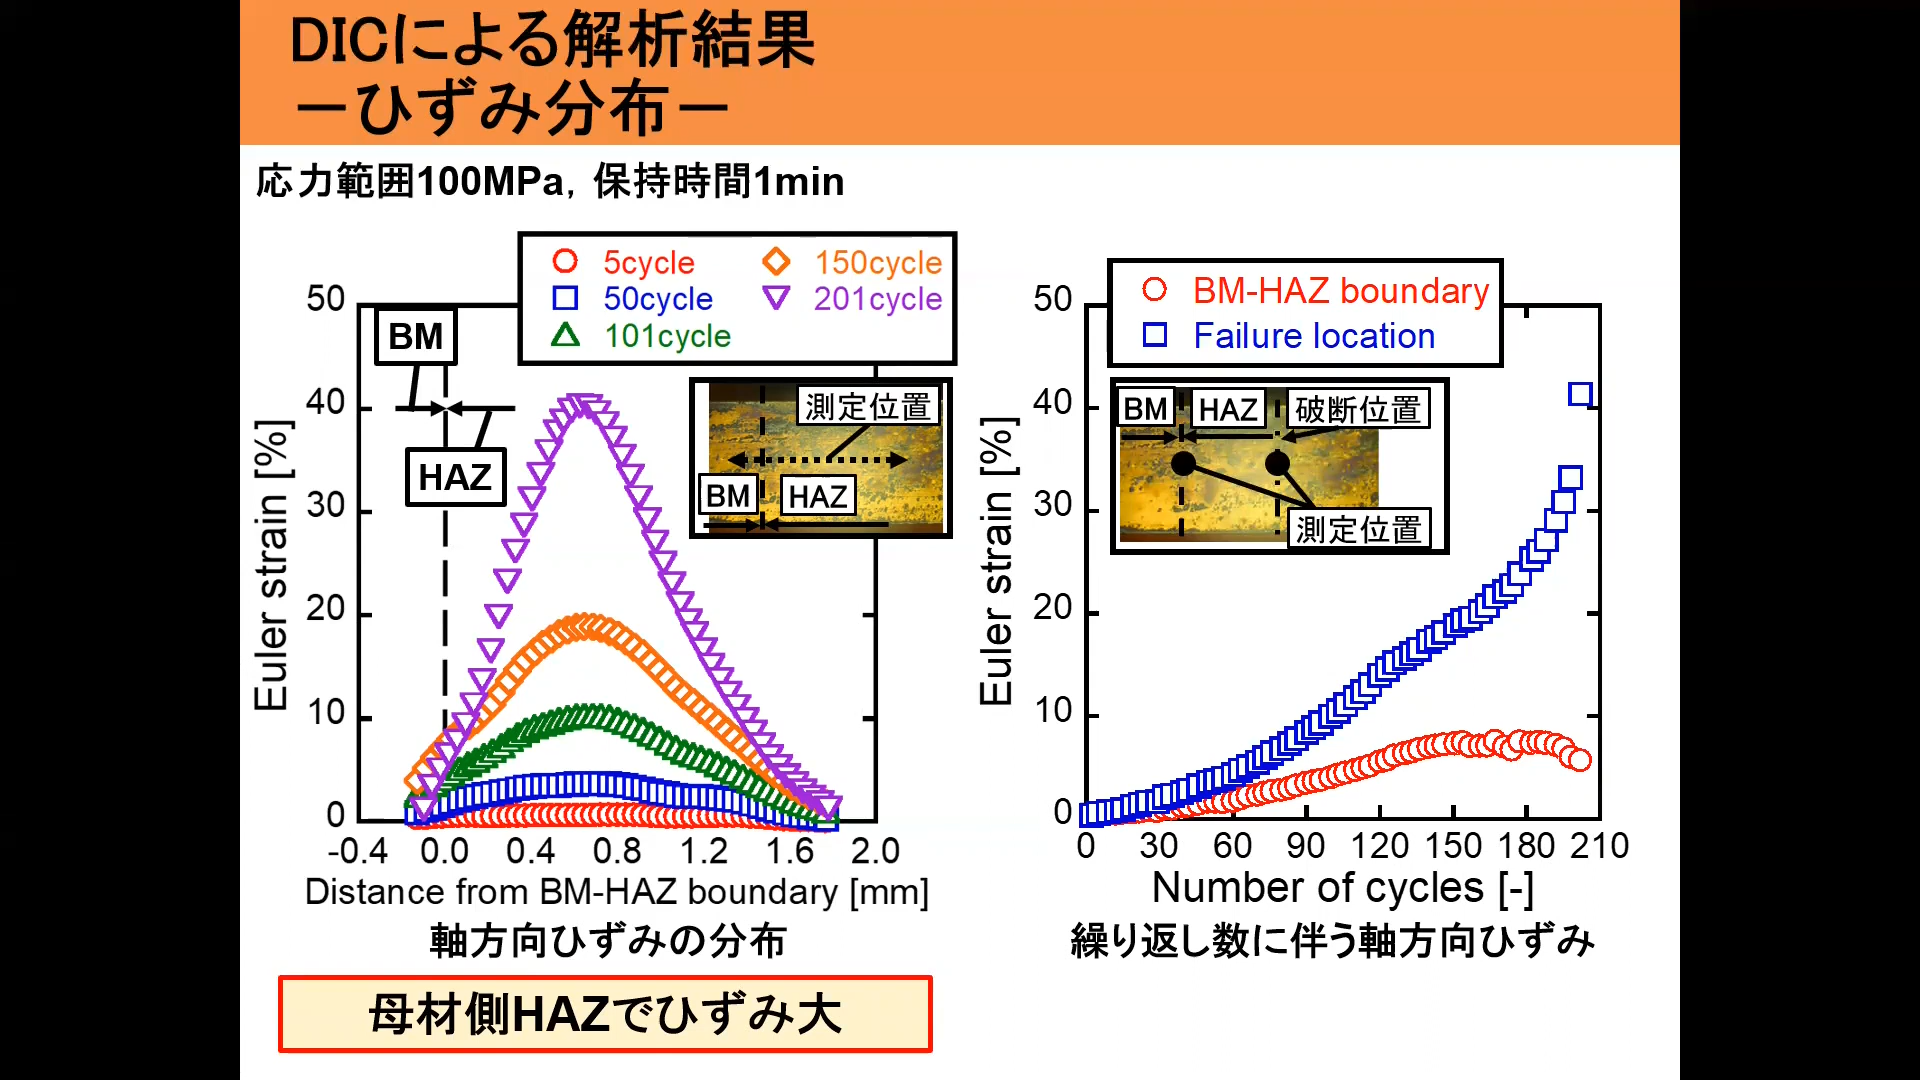 DICによる解析結果
－ひずみ分布－
応力範囲100MPa，保持時間1min
5cycle
50cycle
101cycle
150cycle
201cycle
BM
HAZ
測定位置
BM
HAZ
Euler strain [%]
50
40
30
20
10
0
-0.4 0.0 0.4 0.8 1.2 1.6 2.0
Distance from BM-HAZ boundary [mm]
軸方向ひずみの分布
母材側HAZでひずみ大
BM-HAZ boundary
Failure location
BM
HAZ
破断位置
測定位置
Euler strain [%]
50
40
30
20
10
0
0 30 60 90 120 150 180 210
Number of cycles [-]
繰り返し数に伴う軸方向ひずみ